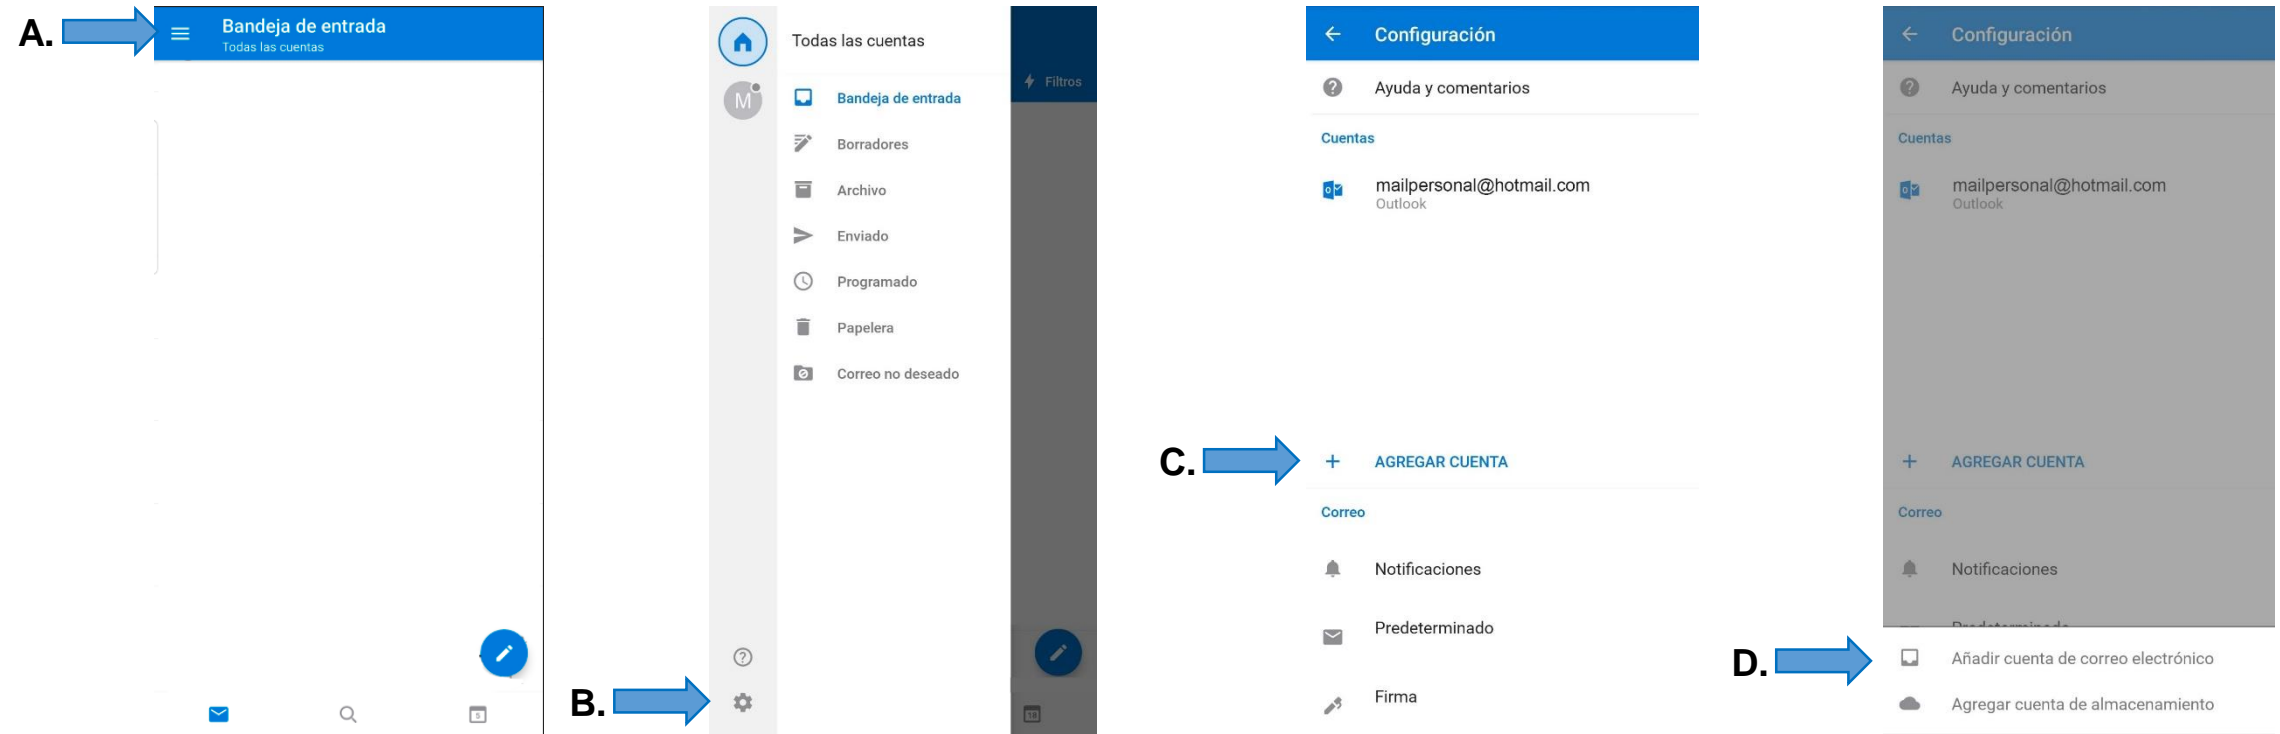 A.
Bandeja de entrada
Todas las cuentas
5
B.
Todas las cuentas
M
Filtros
Bandeja de entrada
Borradores
Archivo
Enviado
Programado
Papelera
Correo no deseado
18
C.
Configuración
Ayuda y comentarios
Cuentas
mailpersonal@hotmail.com
Outlook
AGREGAR CUENTA
Correo
Notificaciones
Predeterminado
Firma
D.
Configuración
Ayuda y comentarios
Cuentas
mailpersonal@hotmail.com
Outlook
AGREGAR CUENTA
Correo
Notificaciones
Añadir cuenta de correo electrónico
Agregar cuenta de almacenamiento